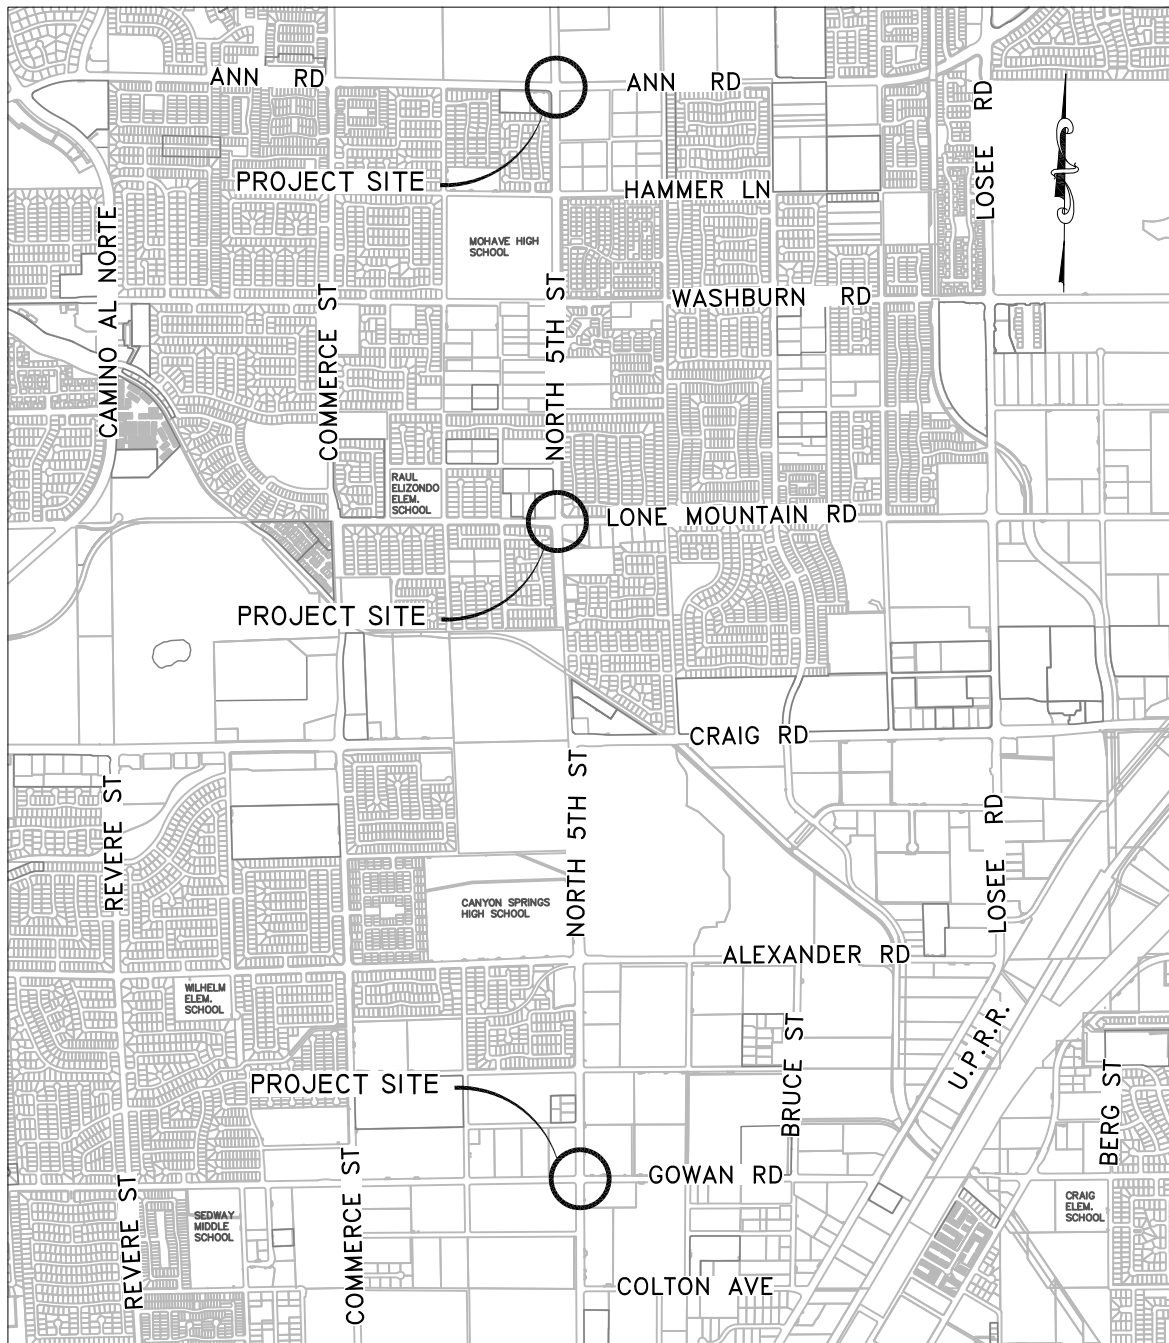 ANN RD
ANN RD
LOSEE RD
PROJECT SITE
HAMMER LN
CAMINO AL NORTE
MOHAVE HIGH
SCHOOL
COMMERCE ST
NORTH 5TH ST
WASHBURN RD
RAUL
ELIZONDO
ELEM.
SCHOOL
LONE MOUNTAIN RD
PROJECT SITE
CRAIG RD
REVERE ST
NORTH 5TH ST
LOSEE RD
CANYON SPRINGS
HIGH SCHOOL
ALEXANDER RD
WILHELM
ELEM.
SCHOOL
U.P.R.R.
BRUCE ST
PROJECT SITE
BERG ST
GOWAN RD
REVERE ST
COMMERCE ST
SEDWAY
MIDDLE
SCHOOL
CRAIG
ELEM.
SCHOOL
COLTON AVE